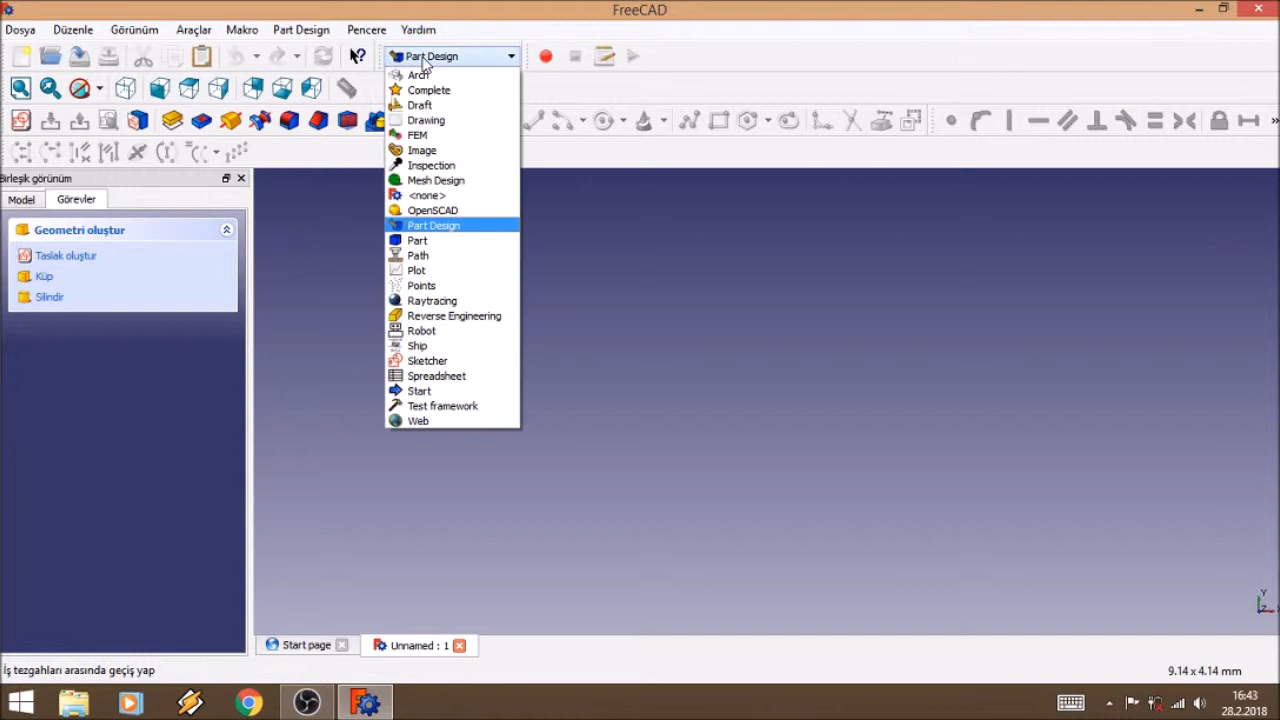 FreeCAD
Dosya Düzenle Görünüm Araçlar Makro Part Design Pencere Yardım
Part Design
Arch
Complete
Draft
Drawing
FEM
Image
Inspection
Mesh Design
<none>
OpenSCAD
Part Design
Part
Path
Plot
Points
Raytracing
Reverse Engineering
Robot
Ship
Sketcher
Spreadsheet
Start
Test framework
Web
Birleşik görünüm
Model Görevler
Geometri oluştur
Taslak oluştur
Küp
Silindir
Y
Z
Start page Unnamed : 1
İş tezgahları arasında geçiş yap 9.14 x 4.14 mm
16:43
28.2.2018